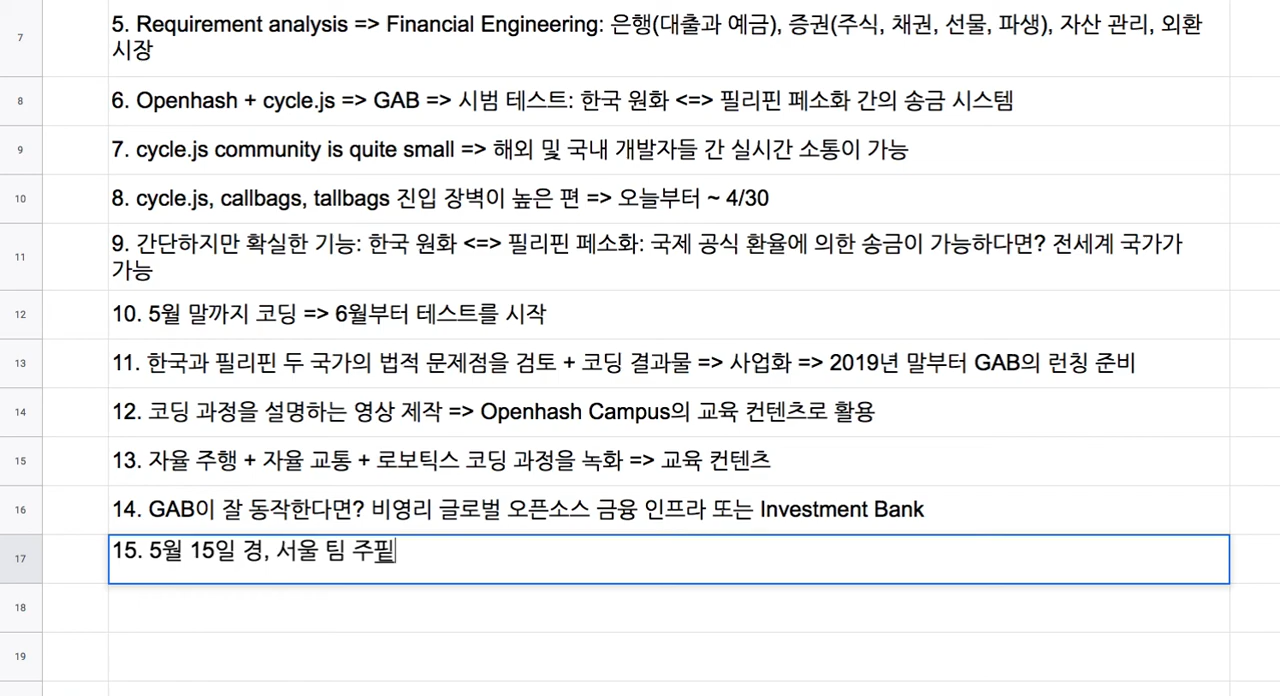 7
5. Requirement analysis => Financial Engineering: 은행(대출과 예금), 증권(주식, 채권, 선물, 파생), 자산 관리, 외환
시장
8
6. Openhash + cycle.js => GAB => 시범 테스트: 한국 원화 <=> 필리핀 페소화 간의 송금 시스템
9
7. cycle.js community is quite small => 해외 및 국내 개발자들 간 실시간 소통이 가능
10
8. cycle.js, callbags, tallbags 진입 장벽이 높은 편 => 오늘부터 ~ 4/30
11
9. 간단하지만 확실한 기능: 한국 원화 <=> 필리핀 페소화: 국제 공식 환율에 의한 송금이 가능하다면? 전세계 국가가
가능
12
10. 5월 말까지 코딩 => 6월부터 테스트를 시작
13
11. 한국과 필리핀 두 국가의 법적 문제점을 검토 + 코딩 결과물 => 사업화 => 2019년 말부터 GAB의 런칭 준비
14
12. 코딩 과정을 설명하는 영상 제작 => Openhash Campus의 교육 컨텐츠로 활용
15
13. 자율 주행 + 자율 교통 + 로보틱스 코딩 과정을 녹화 => 교육 컨텐츠
16
14. GAB이 잘 동작한다면? 비영리 글로벌 오픈소스 금융 인프라 또는 Investment Bank
17
15. 5월 15일 경, 서울 팀 주핕
18
19